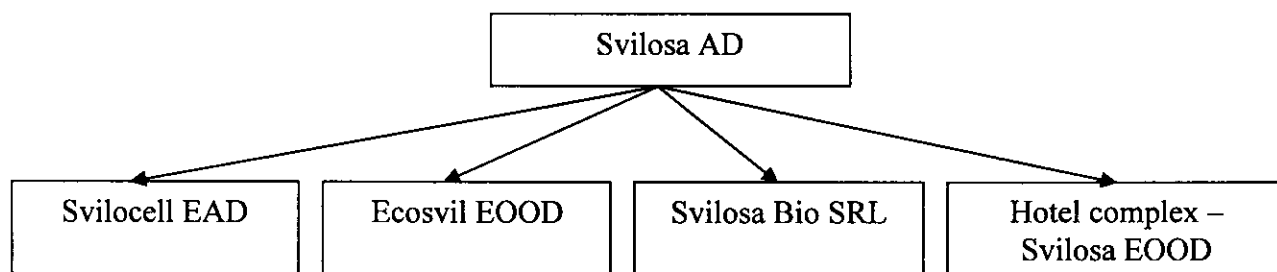 Svilosa AD
Svilocell EAD
Ecosvil EOOD
Svilosa Bio SRL
Hotel complex –
Svilosa EOOD